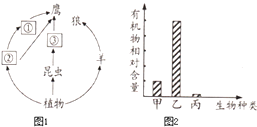 鹰
狼
①
③
②
羊
昆虫
植物
图1
有机物相对含量
甲 乙 丙 生物种类
图2